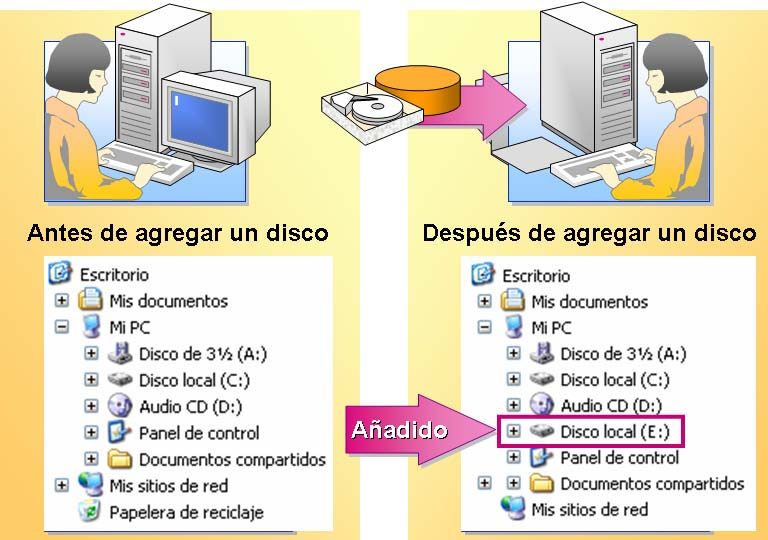 Antes de agregar un disco
Escritorio
Mis documentos
Mi PC
Disco de 3½ (A:)
Disco local (C:)
Audio CD (D:)
Panel de control
Documentos compartidos
Mis sitios de red
Papelera de reciclaje
Añadido
Después de agregar un disco
Escritorio
Mis documentos
Mi PC
Disco de 3½ (A:)
Disco local (C:)
Audio CD (D:)
Disco local (E:)
Panel de control
Documentos compartidos
Mis sitios de red